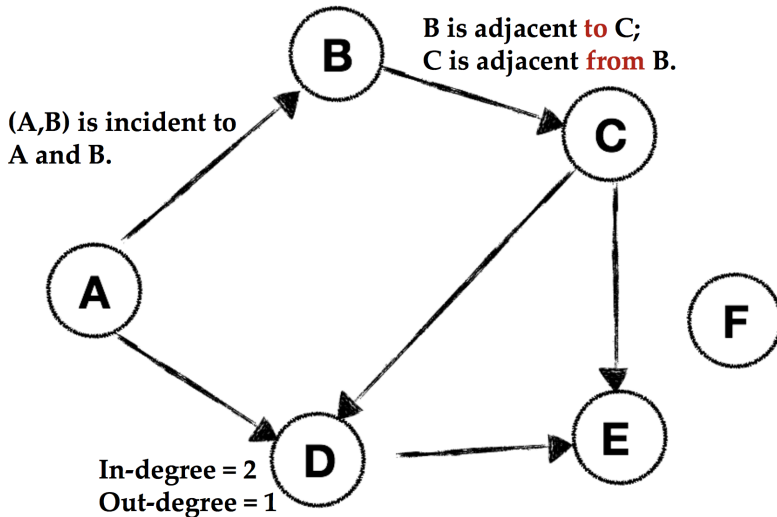 B is adjacent to C;
C is adjacent from B.
B
(A,B) is incident to
A and B.
C
A
F
E
D
In-degree = 2
Out-degree = 1